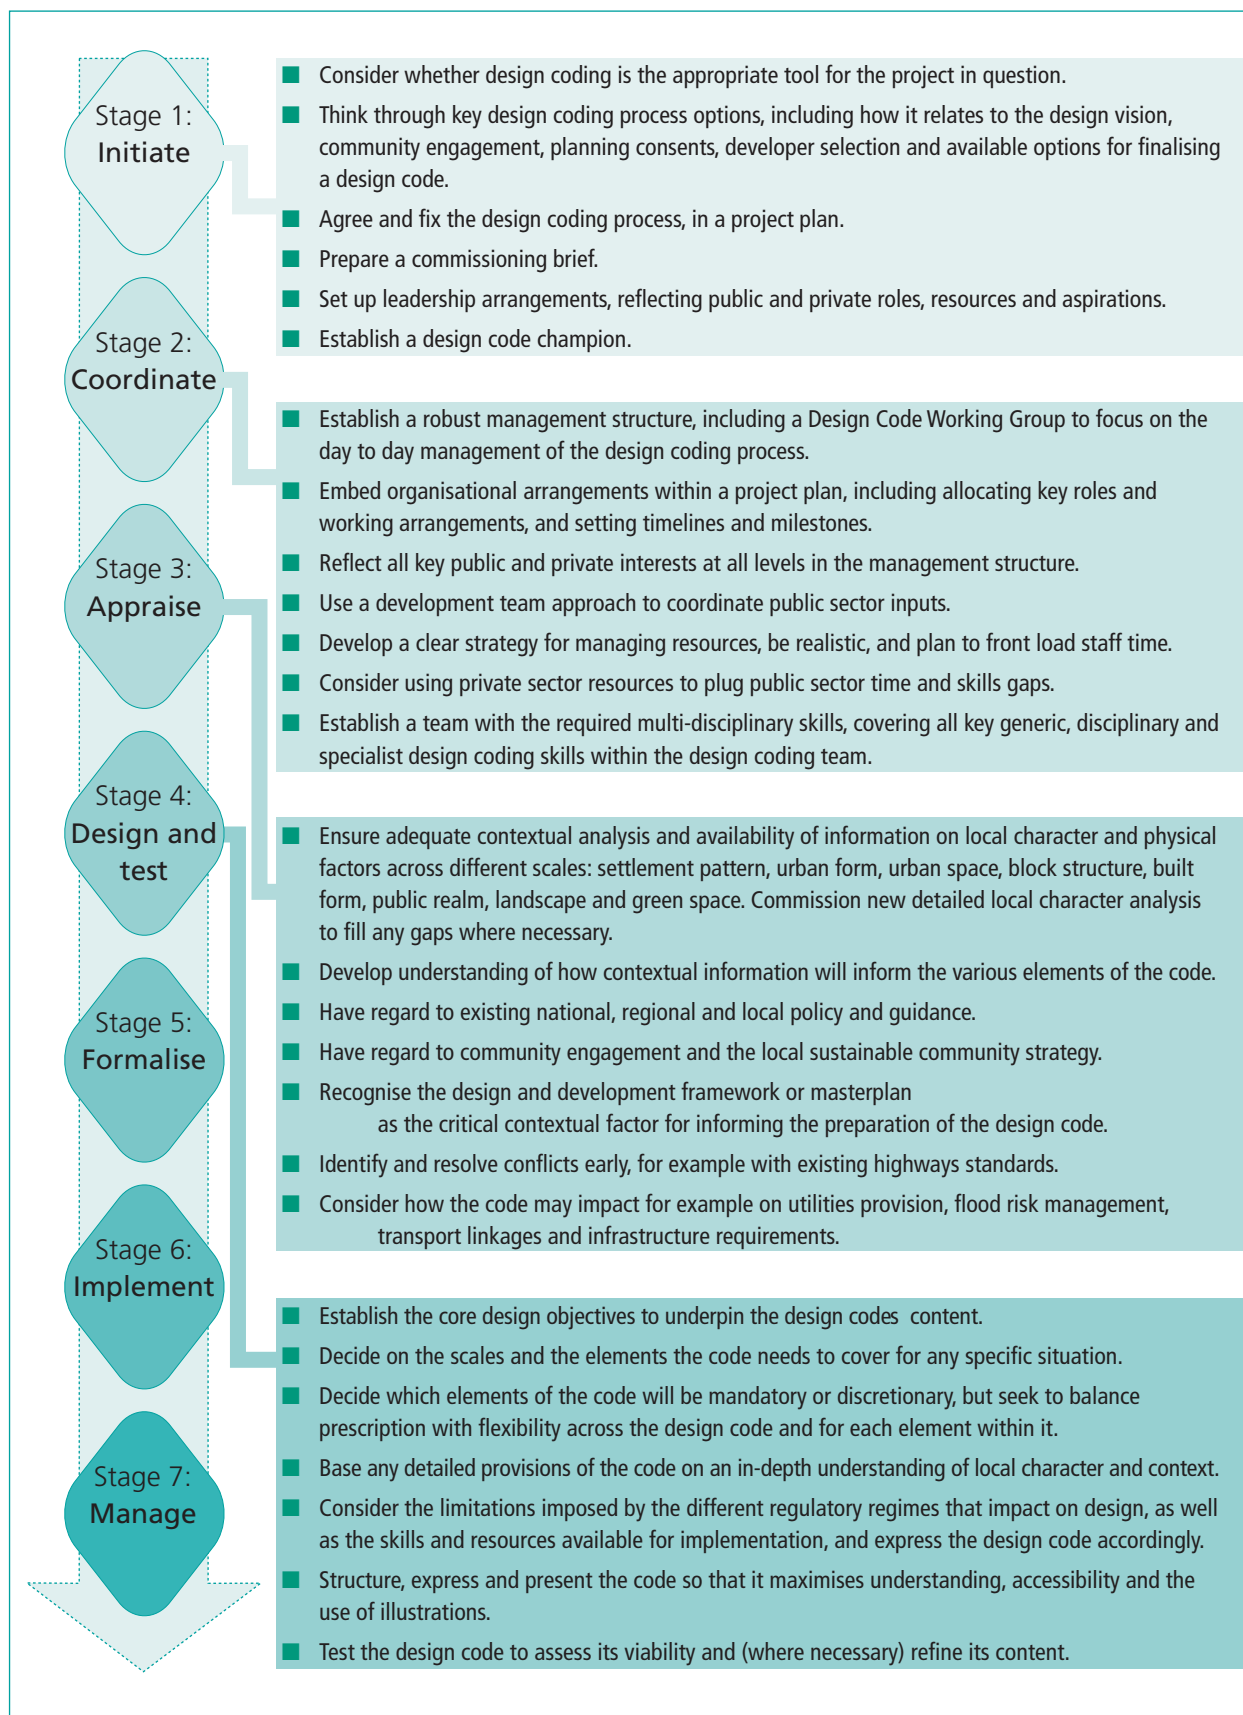 Stage 1:
Initiate
■ Consider whether design coding is the appropriate tool for the project in question.
■ Think through key design coding process options, including how it relates to the design vision,
community engagement, planning consents, developer selection and available options for finalising
a design code.
■ Agree and fix the design coding process, in a project plan.
■ Prepare a commissioning brief.
■ Set up leadership arrangements, reflecting public and private roles, resources and aspirations.
■ Establish a design code champion.
Stage 2:
Coordinate
■ Establish a robust management structure, including a Design Code Working Group to focus on the
day to day management of the design coding process.
■ Embed organisational arrangements within a project plan, including allocating key roles and
working arrangements, and setting timelines and milestones.
■ Reflect all key public and private interests at all levels in the management structure.
■ Use a development team approach to coordinate public sector inputs.
■ Develop a clear strategy for managing resources, be realistic, and plan to front load staff time.
■ Consider using private sector resources to plug public sector time and skills gaps.
■ Establish a team with the required multi-disciplinary skills, covering all key generic, disciplinary and
specialist design coding skills within the design coding team.
Stage 3:
Appraise
■ Ensure adequate contextual analysis and availability of information on local character and physical
factors across different scales: settlement pattern, urban form, urban space, block structure, built
form, public realm, landscape and green space. Commission new detailed local character analysis
to fill any gaps where necessary.
■ Develop understanding of how contextual information will inform the various elements of the code.
■ Have regard to existing national, regional and local policy and guidance.
■ Have regard to community engagement and the local sustainable community strategy.
■ Recognise the design and development framework or masterplan
as the critical contextual factor for informing the preparation of the design code.
■ Identify and resolve conflicts early, for example with existing highways standards.
■ Consider how the code may impact for example on utilities provision, flood risk management,
transport linkages and infrastructure requirements.
Stage 4:
Design and
test
■ Establish the core design objectives to underpin the design codes content.
■ Decide on the scales and the elements the code needs to cover for any specific situation.
■ Decide which elements of the code will be mandatory or discretionary, but seek to balance
prescription with flexibility across the design code and for each element within it.
■ Base any detailed provisions of the code on an in-depth understanding of local character and context.
■ Consider the limitations imposed by the different regulatory regimes that impact on design, as well
as the skills and resources available for implementation, and express the design code accordingly.
■ Structure, express and present the code so that it maximises understanding, accessibility and the
use of illustrations.
■ Test the design code to assess its viability and (where necessary) refine its content.
Stage 5:
Formalise
Stage 6:
Implement
Stage 7:
Manage